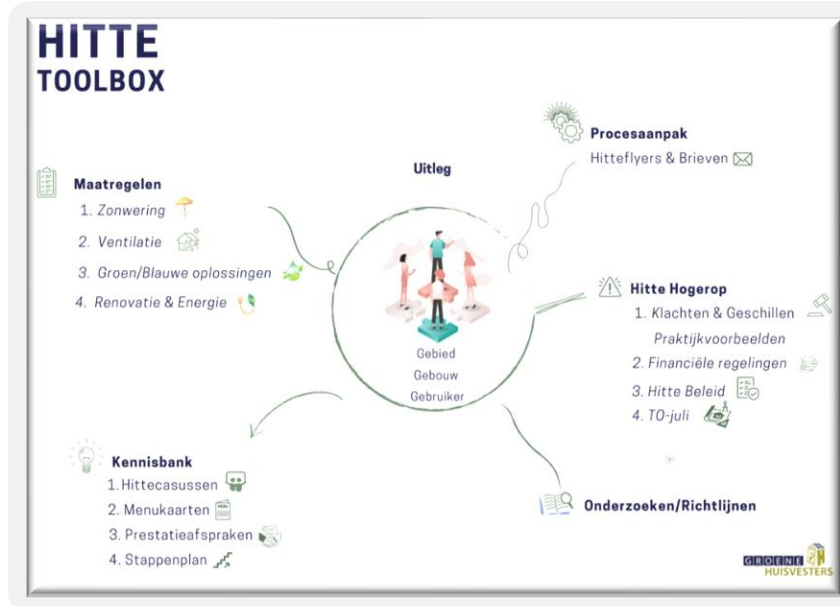 HITTE
TOOLBOX
Uitleg
Maatregelen
1. Zonwering
2. Ventilatie
3. Groen/Blauwe oplossingen
4. Renovatie & Energie
Procesaanpak
Hitteflyers & Brieven
Gebied
Gebouw
Gebruiker
Hitte Hogerop
1. Klachten & Geschillen
Praktijkvoorbeelden
2. Financiële regelingen
3. Hitte Beleid
4. TO-juli
Kennisbank
1. Hittecasussen
2. Menukaarten
3. Prestatieafspraken
4. Stappenplan
Onderzoeken/Richtlijnen
GROENE
HUISVESTERS